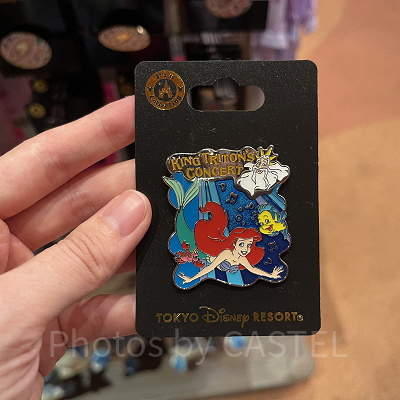 KING TRITON'S
CONCERT
TOKYO Disney RESORT®
Photos by CASTEL